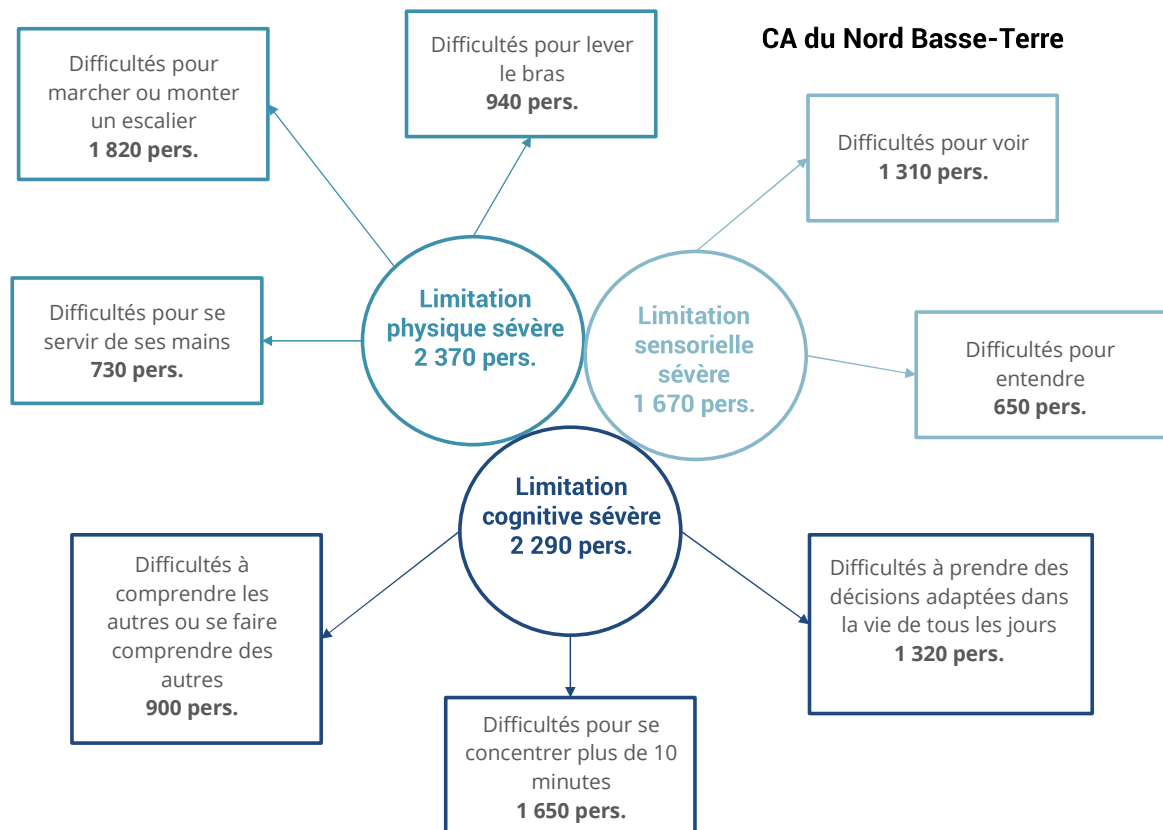 CA du Nord Basse-Terre
Difficultés pour
marcher ou monter
un escalier
1 820 pers.
Difficultés pour lever
le bras
940 pers.
Difficultés pour voir
1 310 pers.
Difficultés pour se
servir de ses mains
730 pers.
Limitation
physique sévère
2 370 pers.
Limitation
sensorielle
sévère
1 670 pers.
Difficultés pour
entendre
650 pers.
Limitation
cognitive sévère
2 290 pers.
Difficultés à
comprendre les
autres ou se faire
comprendre des
autres
900 pers.
Difficultés pour se
concentrer plus de 10
minutes
1 650 pers.
Difficultés à prendre des
décisions adaptées dans
la vie de tous les jours
1 320 pers.